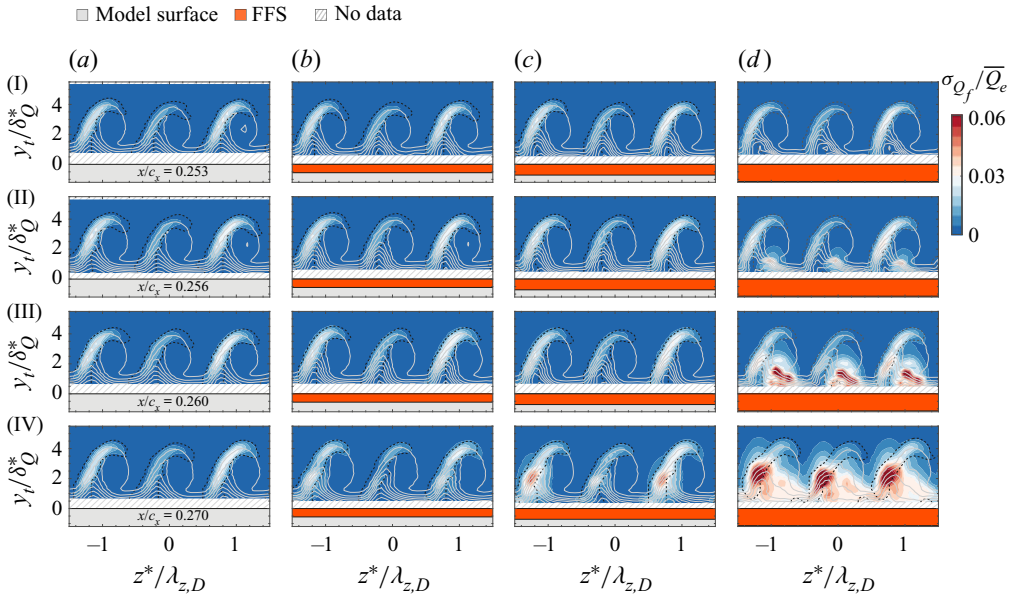 Model surface FFS No data
(a) (b) (c) (d)
(I) y_t/δ*_Q 4 2 0 x/c_x = 0.253
σ_{Q_f}/\overline{Q_e}
0.06
0.03
0
(II) y_t/δ*_Q 4 2 0 x/c_x = 0.256
(III) y_t/δ*_Q 4 2 0 x/c_x = 0.260
(IV) y_t/δ*_Q 4 2 0 x/c_x = 0.270
–1 0 1 –1 0 1 –1 0 1 –1 0 1
z*/λ_{z,D} z*/λ_{z,D} z*/λ_{z,D} z*/λ_{z,D}